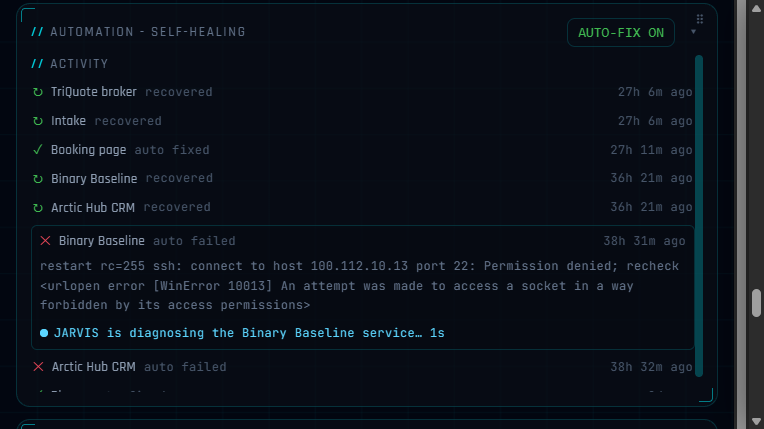 // AUTOMATION - SELF-HEALING
AUTO-FIX ON
// ACTIVITY
TriQuote broker recovered 27h 6m ago
Intake recovered 27h 6m ago
Booking page auto fixed 27h 11m ago
Binary Baseline recovered 36h 21m ago
Arctic Hub CRM recovered 36h 21m ago
Binary Baseline auto failed 38h 31m ago
restart rc=255 ssh: connect to host 100.112.10.13 port 22: Permission denied; recheck
<urlopen error [WinError 10013] An attempt was made to access a socket in a way
forbidden by its access permissions>
JARVIS is diagnosing the Binary Baseline service… 1s
Arctic Hub CRM auto failed 38h 32m ago